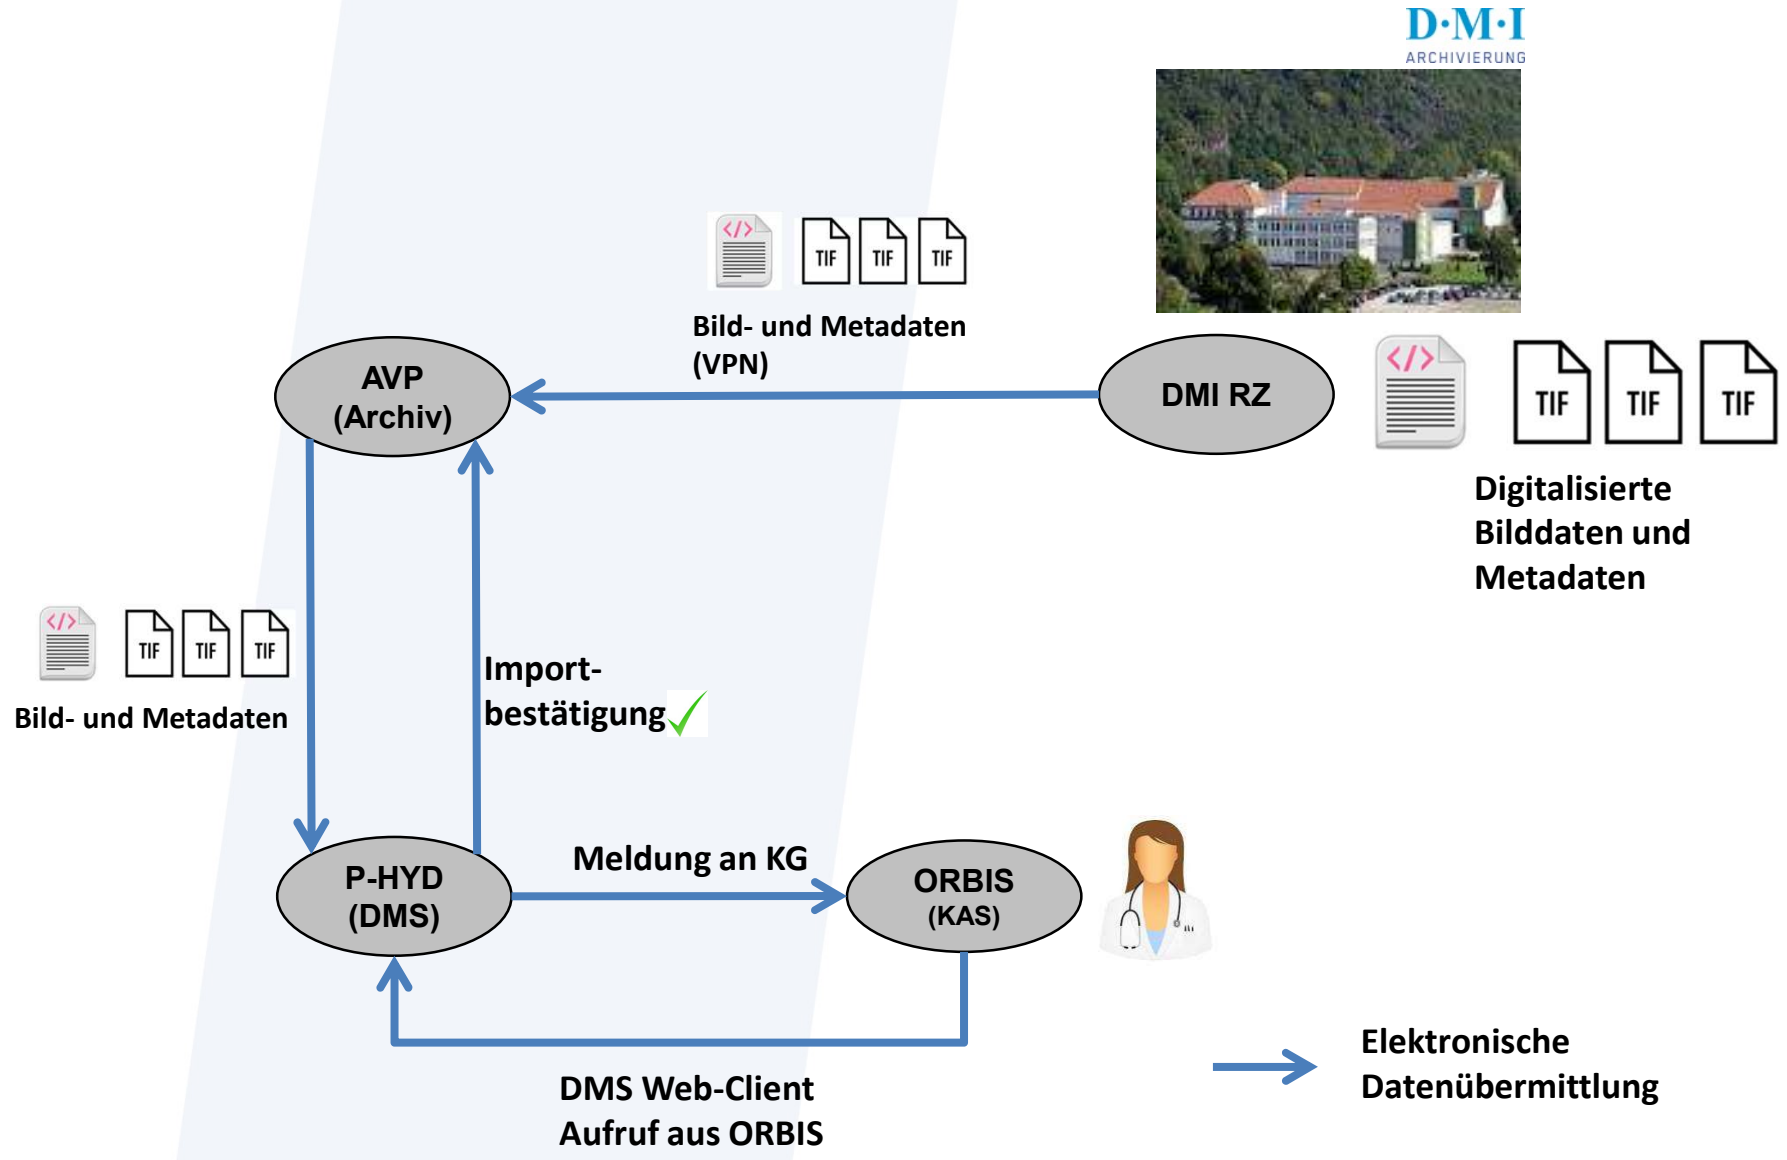 D·M·I
ARCHIVIERUNG
</>
TIF
TIF
TIF
Bild- und Metadaten
(VPN)
AVP
(Archiv)
DMI RZ
</>
TIF
TIF
TIF
Digitalisierte
Bilddaten und
Metadaten
</>
TIF
TIF
TIF
Bild- und Metadaten
Import-
bestätigung
P-HYD
(DMS)
Meldung an KG
ORBIS
(KAS)
DMS Web-Client
Aufruf aus ORBIS
Elektronische
Datenübermittlung